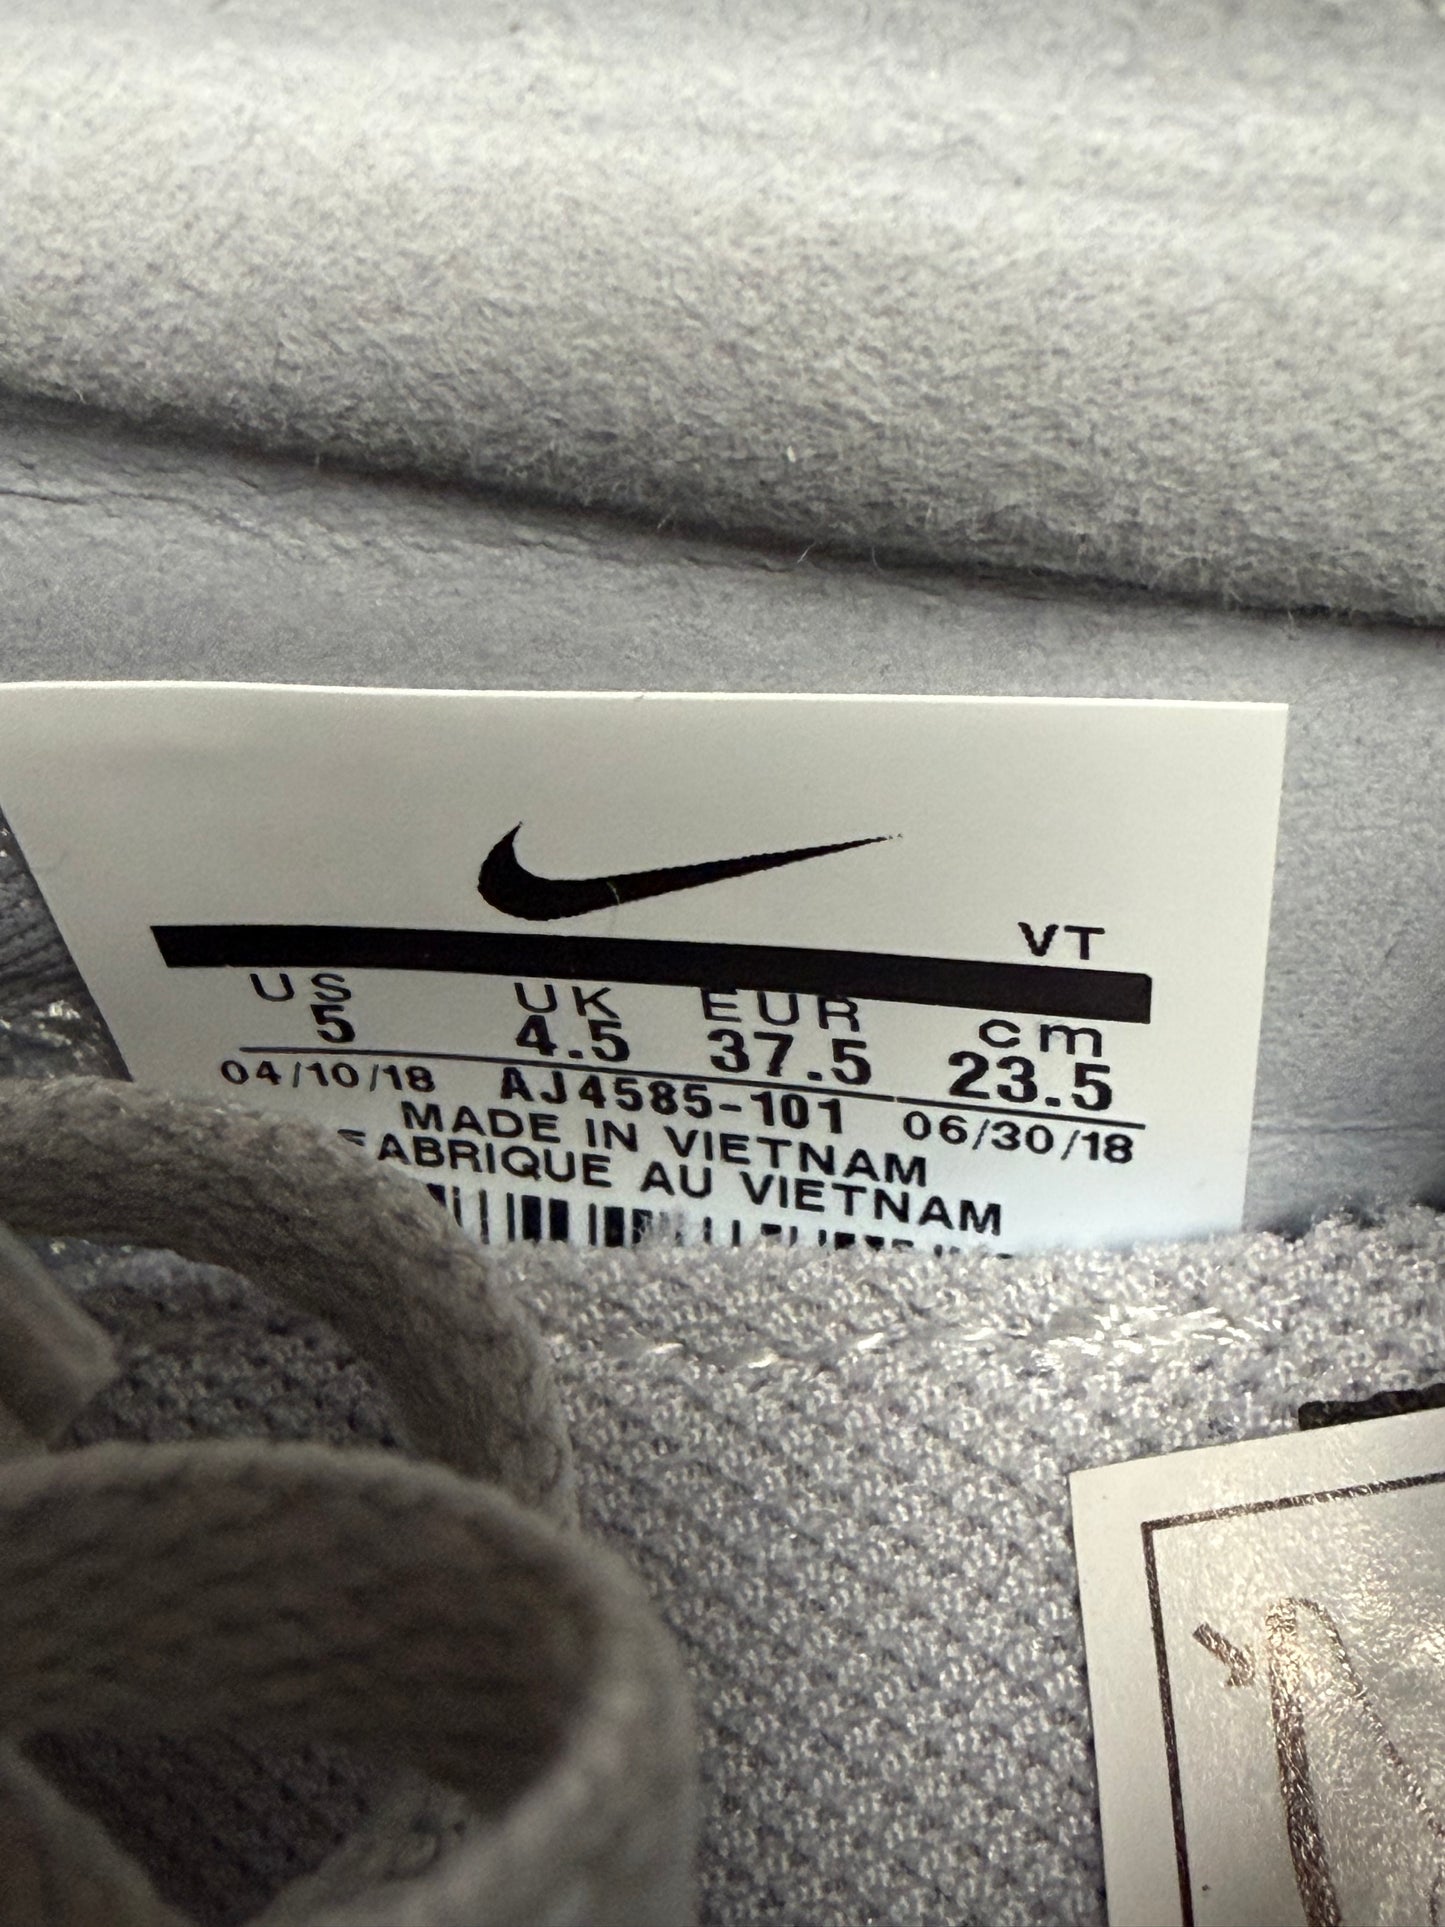 VT
US UK EUR cm
5 4.5 37.5 23.5
04/10/18 AJ4585-101 06/30/18
MADE IN VIETNAM
FABRIQUE AU VIETNAM